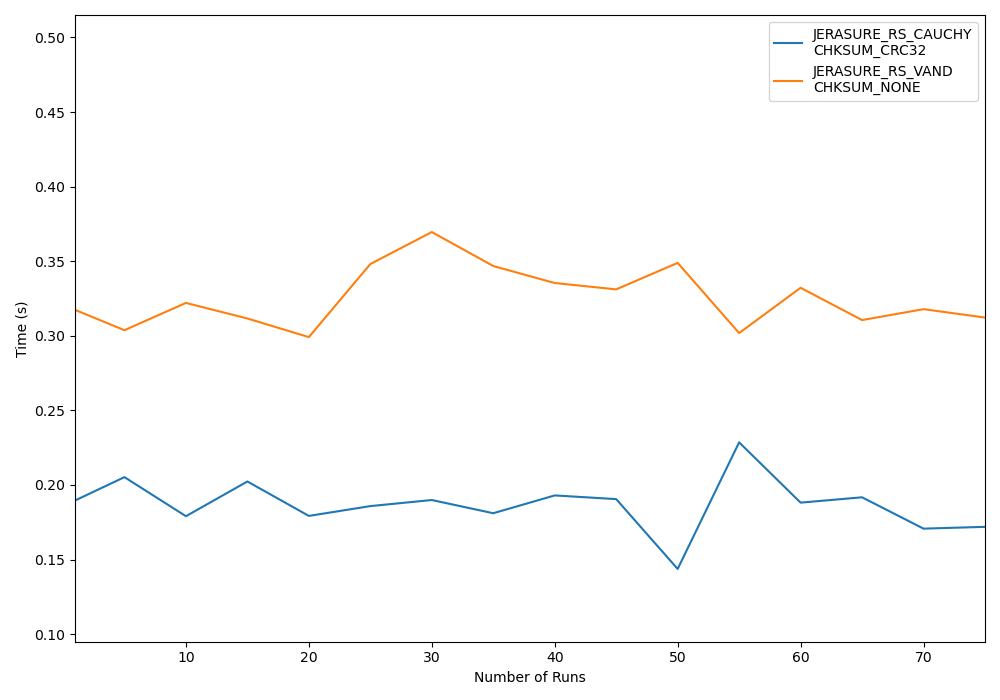 JERASURE_RS_CAUCHY
CHKSUM_CRC32
JERASURE_RS_VAND
CHKSUM_NONE
0.50
0.45
0.40
0.35
0.30
0.25
0.20
0.15
0.10
Time (s)
10 20 30 40 50 60 70
Number of Runs